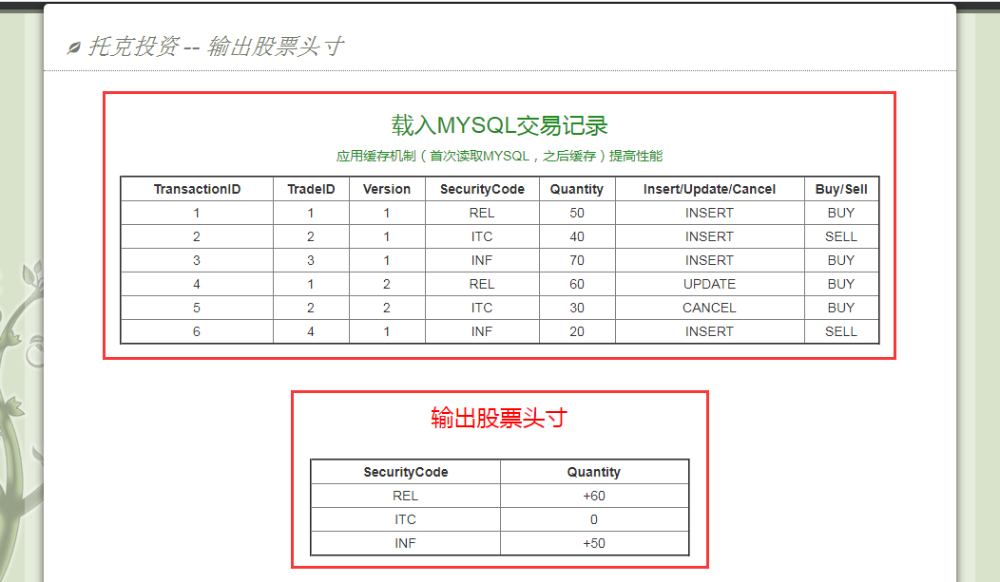 托克投资 -- 输出股票头寸
载入MYSQL交易记录
应用缓存机制（首次读取MYSQL，之后缓存）提高性能
TransactionID TradeID Version SecurityCode Quantity Insert/Update/Cancel Buy/Sell
1 1 1 REL 50 INSERT BUY
2 2 1 ITC 40 INSERT SELL
3 3 1 INF 70 INSERT BUY
4 1 2 REL 60 UPDATE BUY
5 2 2 ITC 30 CANCEL BUY
6 4 1 INF 20 INSERT SELL
输出股票头寸
SecurityCode Quantity
REL +60
ITC 0
INF +50